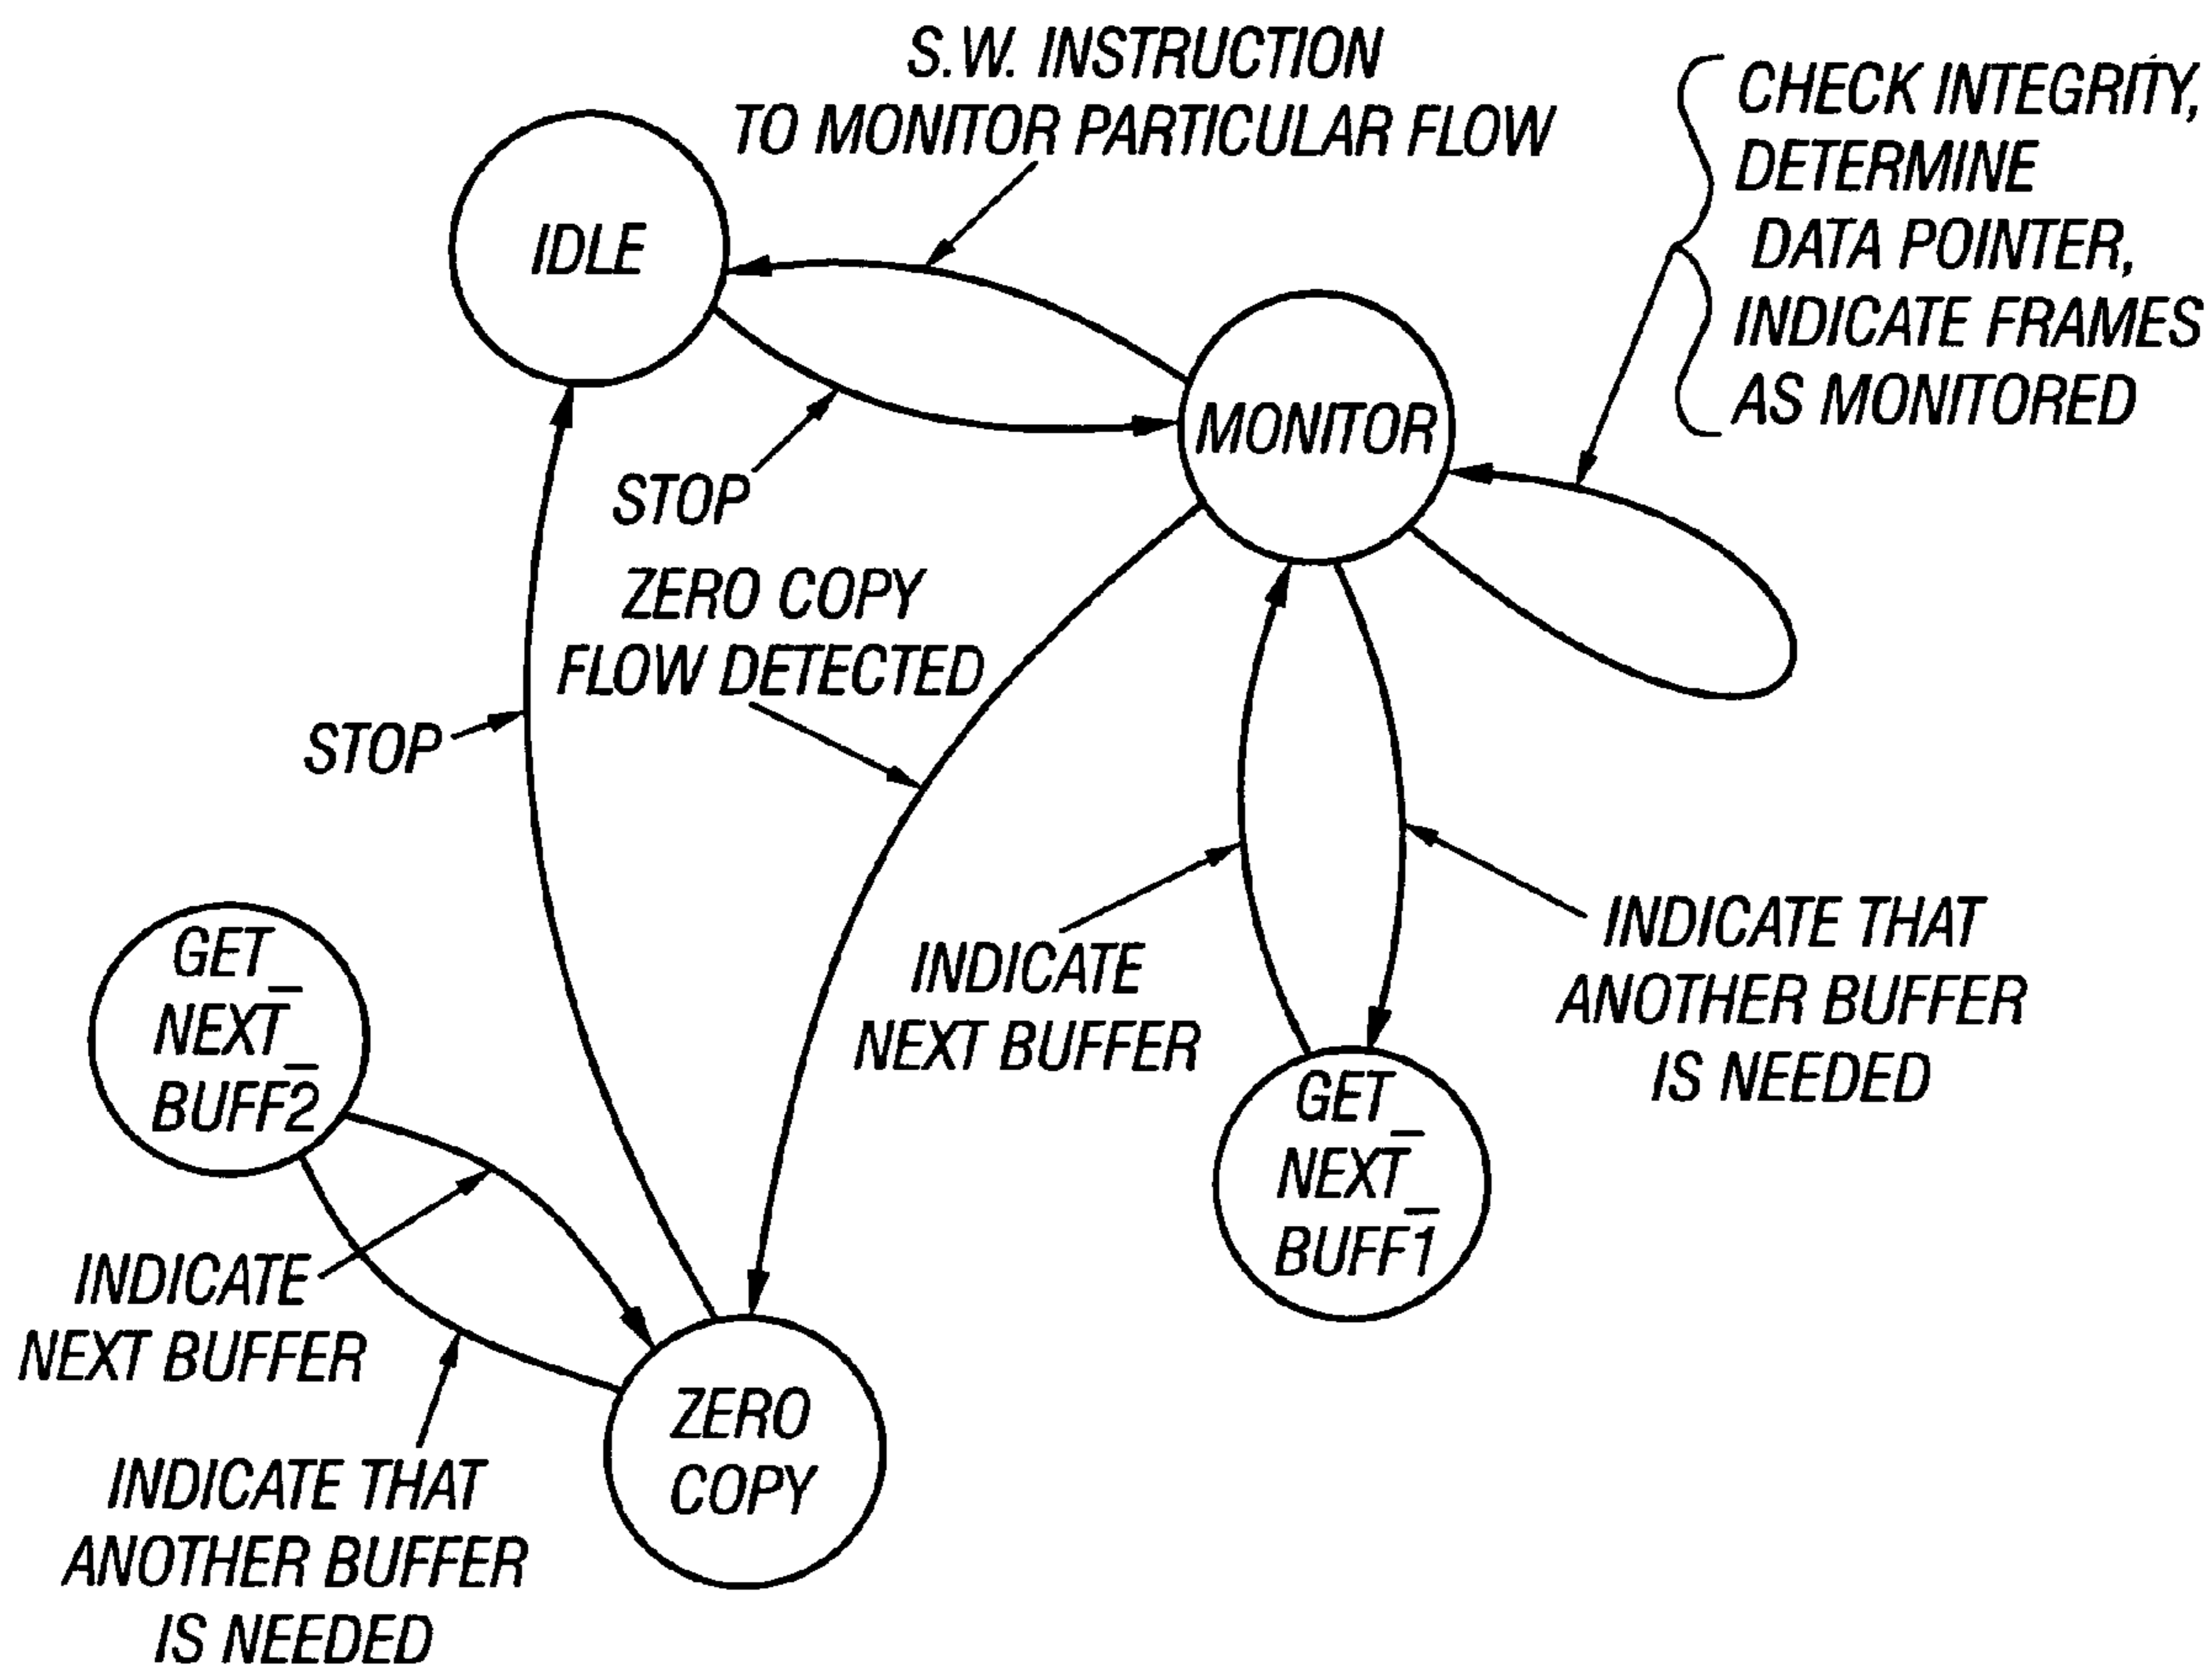 S.W. INSTRUCTION
TO MONITOR PARTICULAR FLOW
CHECK INTEGRITY,
DETERMINE
DATA POINTER,
INDICATE FRAMES
AS MONITORED
IDLE
MONITOR
STOP
ZERO COPY
FLOW DETECTED
STOP
INDICATE
NEXT BUFFER
INDICATE THAT
ANOTHER BUFFER
IS NEEDED
GET_
NEXT_
BUFF2
GET_
NEXT_
BUFF1
INDICATE
NEXT BUFFER
ZERO
COPY
INDICATE THAT
ANOTHER BUFFER
IS NEEDED